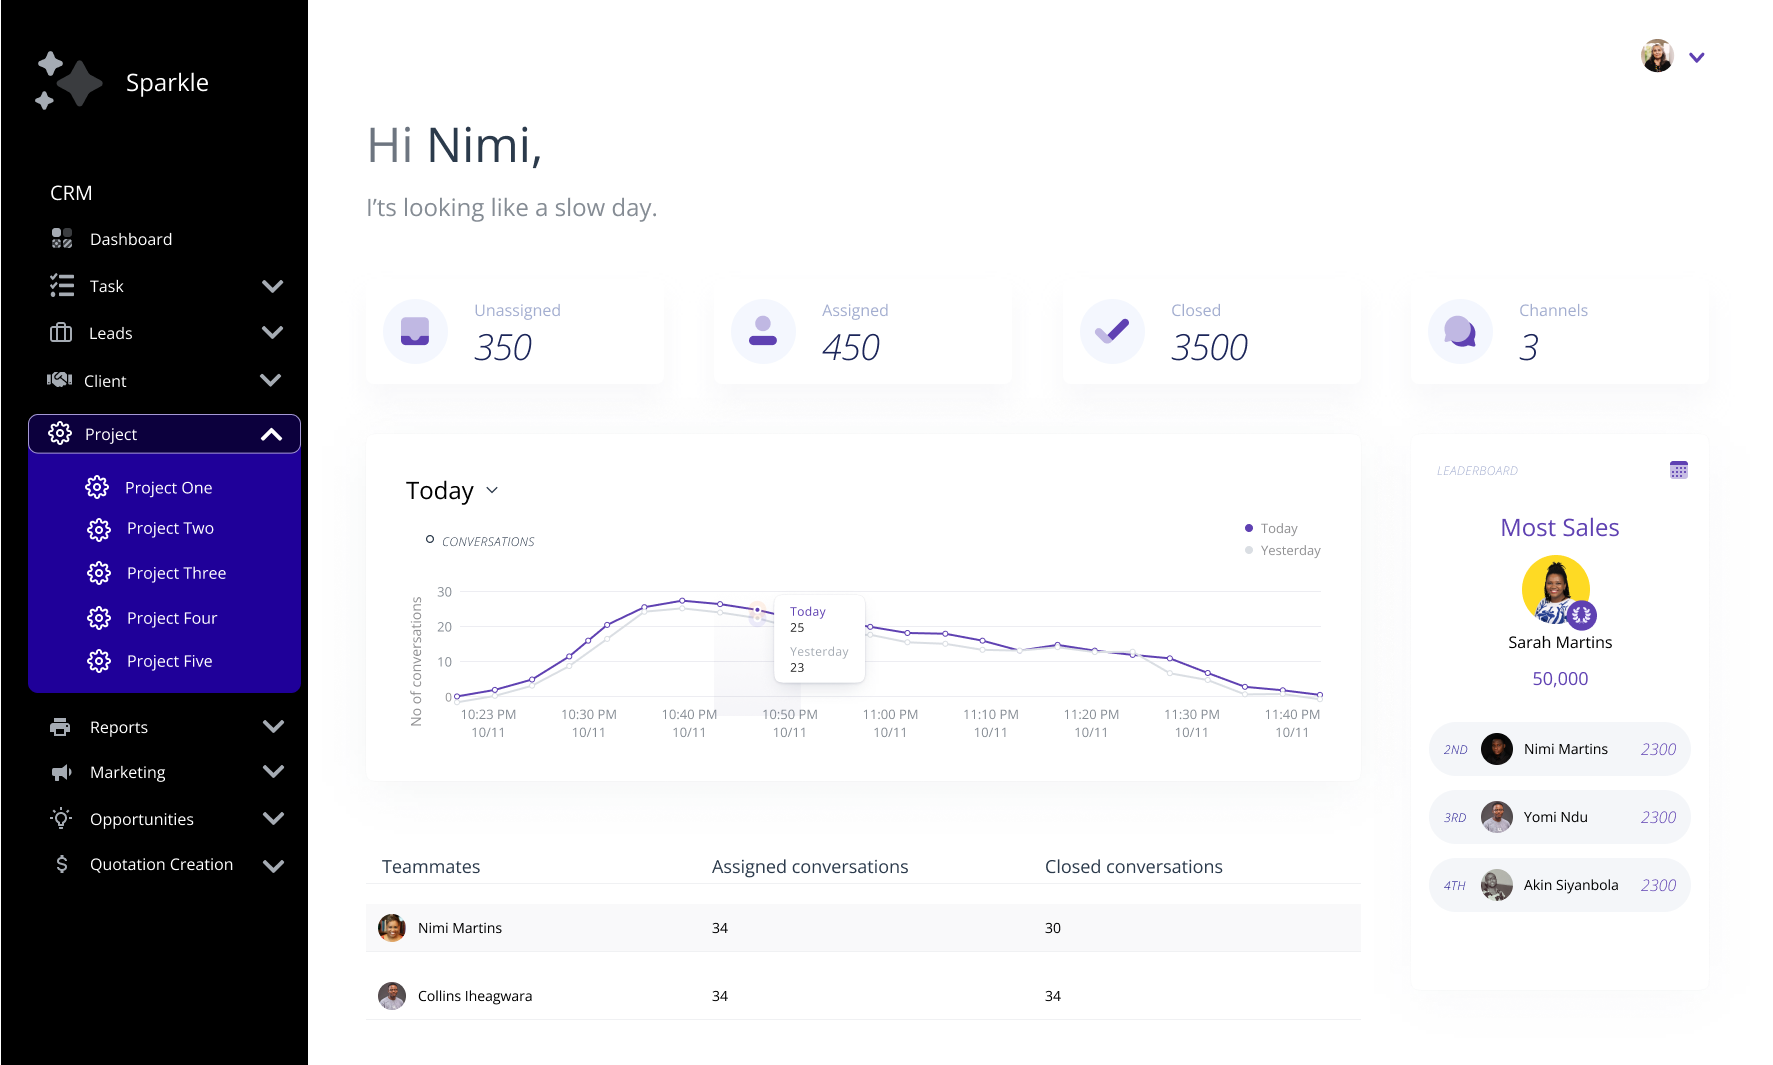 Sparkle
CRM
Dashboard
Task
Leads
Client
Project
Project One
Project Two
Project Three
Project Four
Project Five
Reports
Marketing
Opportunities
Quotation Creation
Hi Nimi,
I'ts looking like a slow day.
Unassigned
350
Assigned
450
Closed
3500
Channels
3
Today
CONVERSATIONS
Today
Yesterday
No of conversations
30
20
10
0
Today
25
Yesterday
23
10:23 PM 10:30 PM 10:40 PM 10:50 PM 11:00 PM 11:10 PM 11:20 PM 11:30 PM 11:40 PM
10/11 10/11 10/11 10/11 10/11 10/11 10/11 10/11 10/11
LEADERBOARD
Most Sales
Sarah Martins
50,000
2ND Nimi Martins 2300
3RD Yomi Ndu 2300
4TH Akin Siyanbola 2300
Teammates Assigned conversations Closed conversations
Nimi Martins 34 30
Collins Iheagwara 34 34